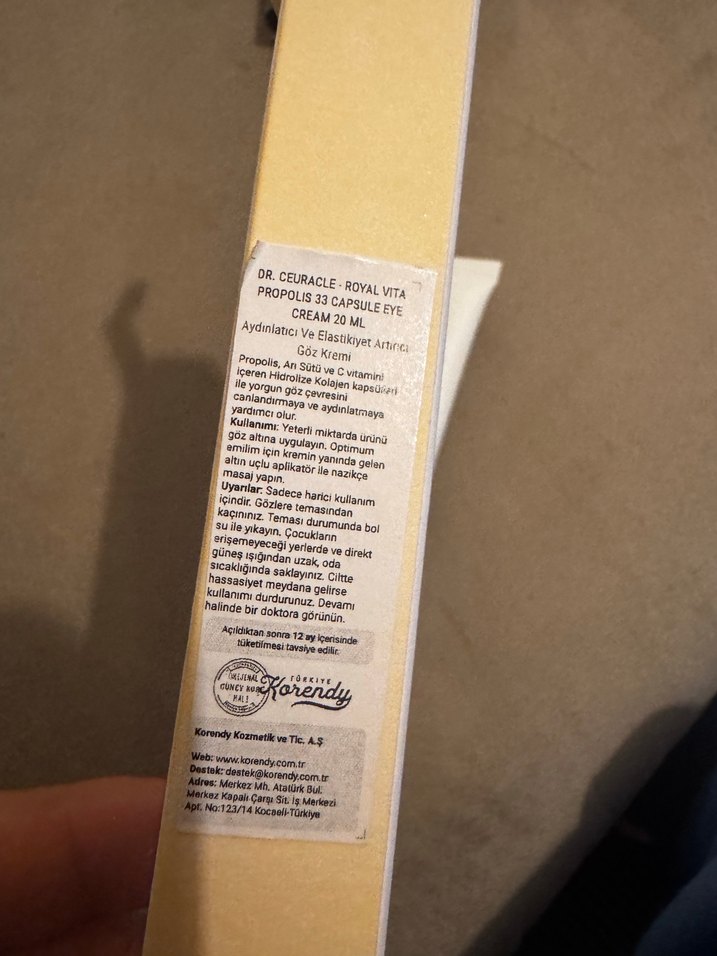 DR. CEURACLE - ROYAL VITA
PROPOLIS 33 CAPSULE EYE
CREAM 20 ML
Aydınlatıcı Ve Elastikiyet Artırıcı
Göz Kremi
Propolis, Arı Sütü ve C vitamini
içeren Hidrolize Kolajen kapsülleri
ile yorgun göz çevresini
canlandırmaya ve aydınlatmaya
yardımcı olur.
Kullanımı: Yeterli miktarda ürünü
göz altına uygulayın. Optimum
emilim için kremin yanında gelen
altın uçlu aplikatör ile nazikçe
masaj yapın.
Uyarılar: Sadece harici kullanım
içindir. Gözlere temasından
kaçınınız. Teması durumunda bol
su ile yıkayın. Çocukların
erişemeyeceği yerlerde ve direkt
güneş ışığından uzak, oda
sıcaklığında saklayınız. Ciltte
hassasiyet meydana gelirse
kullanımı durdurunuz. Devamı
halinde bir doktora görünün.
Açıldıktan sonra 12 ay içerisinde
tüketilmesi tavsiye edilir.
ORİJİNAL
GÜNEY KORE
MALI
TÜRKİYE
Korendy
Korendy Kozmetik ve Tic. A.Ş
Web: www.korendy.com.tr
Destek: destek@korendy.com.tr
Adres: Merkez Mh. Atatürk Bul.
Merkez Kapalı Çarşı Sit. İş Merkezi
Apt. No:123/14 Kocaeli-Türkiye